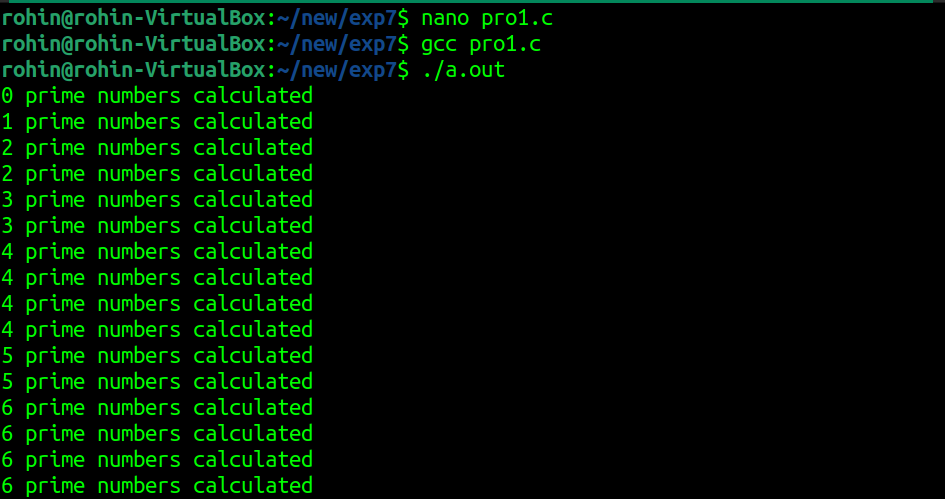 rohin@rohin-VirtualBox:~/new/exp7$ nano pro1.c
rohin@rohin-VirtualBox:~/new/exp7$ gcc pro1.c
rohin@rohin-VirtualBox:~/new/exp7$ ./a.out
0 prime numbers calculated
1 prime numbers calculated
2 prime numbers calculated
2 prime numbers calculated
3 prime numbers calculated
3 prime numbers calculated
4 prime numbers calculated
4 prime numbers calculated
4 prime numbers calculated
4 prime numbers calculated
5 prime numbers calculated
5 prime numbers calculated
6 prime numbers calculated
6 prime numbers calculated
6 prime numbers calculated
6 prime numbers calculated